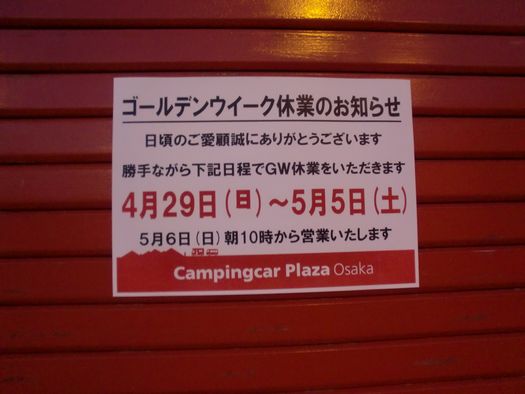 ゴールデンウイーク休業のお知らせ
日頃のご愛顧誠にありがとうございます
勝手ながら下記日程でGW休業をいただきます
4月29日(日)〜5月5日(土)
5月6日(日)朝10時から営業いたします
Campingcar Plaza Osaka